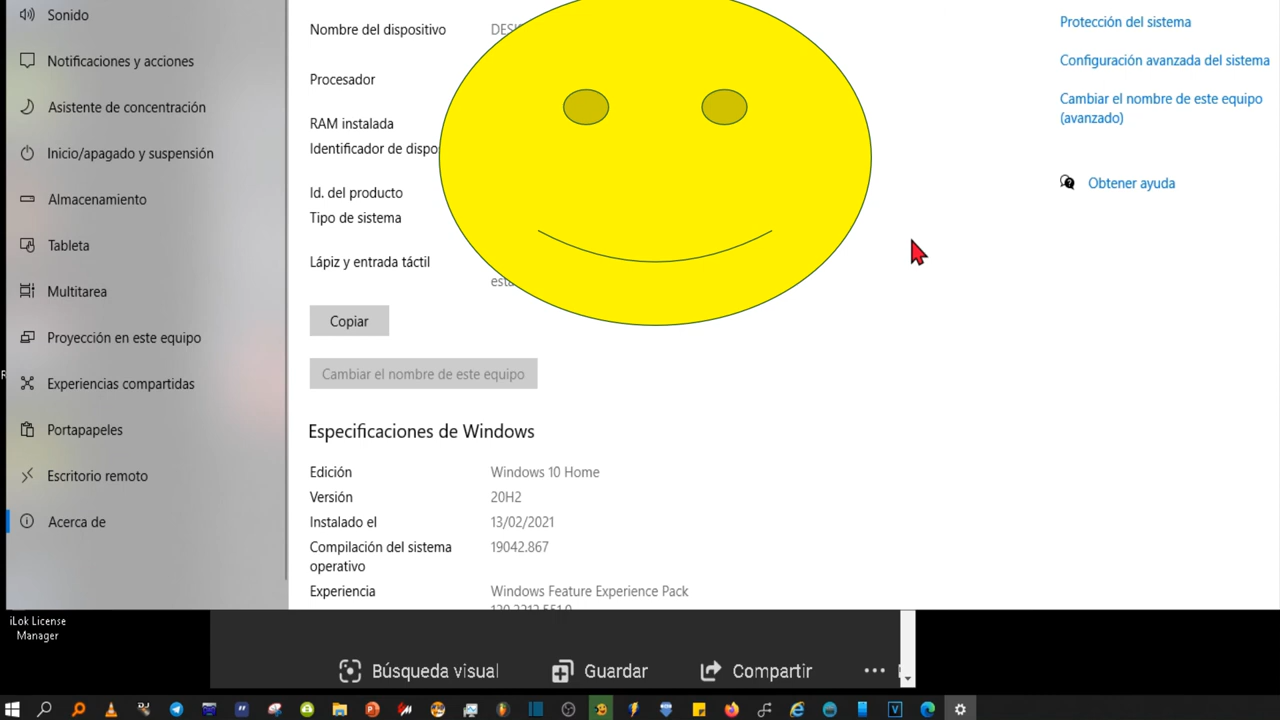 Sonido
Notificaciones y acciones
Asistente de concentración
Inicio/apagado y suspensión
Almacenamiento
Tableta
Multitarea
Proyección en este equipo
Experiencias compartidas
Portapapeles
Escritorio remoto
Acerca de
Nombre del dispositivo
Procesador
RAM instalada
Identificador de dispo
Id. del producto
Tipo de sistema
Lápiz y entrada táctil
Copiar
Cambiar el nombre de este equipo
Especificaciones de Windows
Edición Windows 10 Home
Versión 20H2
Instalado el 13/02/2021
Compilación del sistema 19042.867
operativo
Experiencia Windows Feature Experience Pack
Protección del sistema
Configuración avanzada del sistema
Cambiar el nombre de este equipo
(avanzado)
Obtener ayuda
iLok License
Manager
Búsqueda visual
Guardar
Compartir